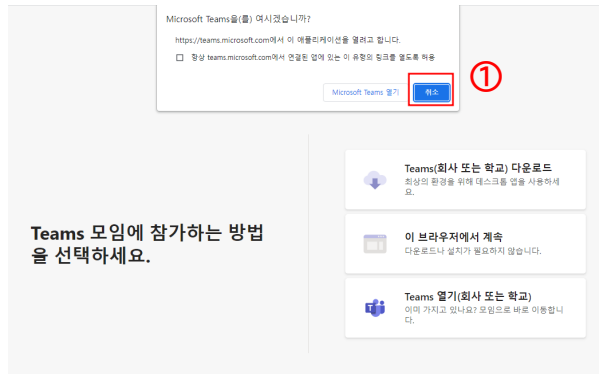 Microsoft Teams을(를) 여시겠습니까?
https://teams.microsoft.com에서 이 애플리케이션을 열려고 합니다.
항상 teams.microsoft.com에서 연결된 앱에 있는 이 유형의 링크를 열도록 허용
Microsoft Teams 열기
취소
①
Teams 모임에 참가하는 방법
을 선택하세요.
Teams(회사 또는 학교) 다운로드
최상의 환경을 위해 데스크톱 앱을 사용하세
요.
이 브라우저에서 계속
다운로드나 설치가 필요하지 않습니다.
Teams 열기(회사 또는 학교)
이미 가지고 있나요? 모임으로 바로 이동합니
다.